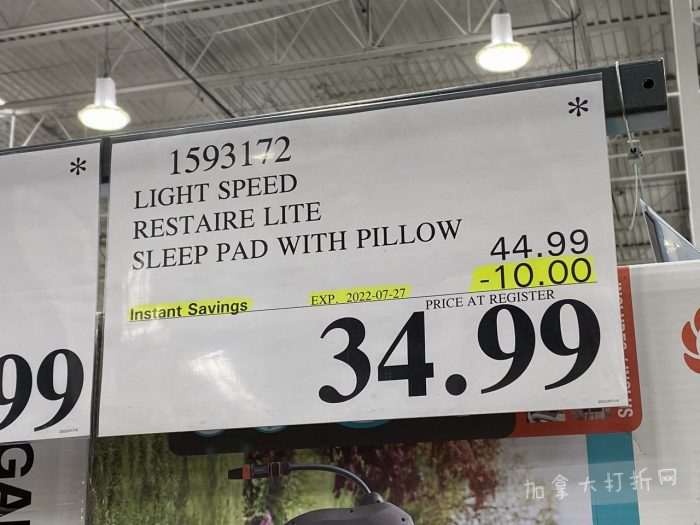 *
*
1593172
LIGHT SPEED
RESTAIRE LITE
SLEEP PAD WITH PILLOW
44.99
-10.00
Instant Savings
EXP. 2022-07-27
PRICE AT REGISTER
34.99
99
GA
加拿大打折网